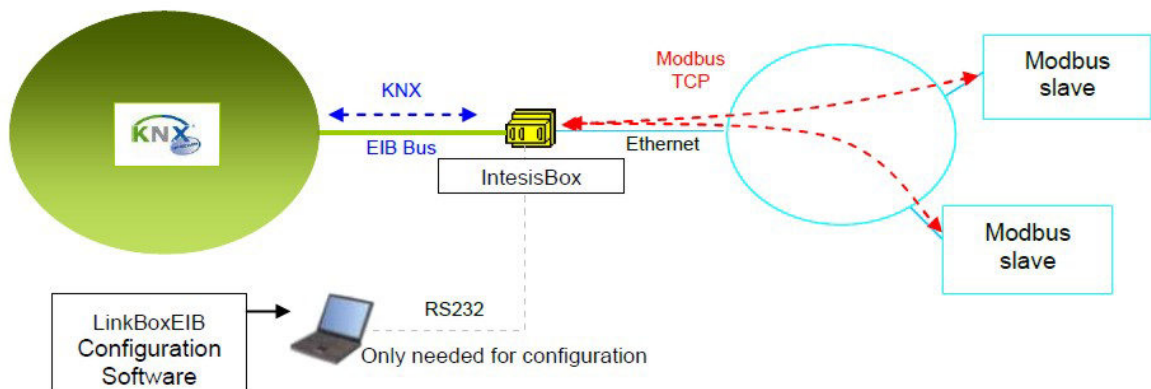 KNX
KNX
EIB Bus
IntesisBox
Modbus
TCP
Ethernet
Modbus
slave
Modbus
slave
LinkBoxEIB
Configuration
Software
RS232
Only needed for configuration